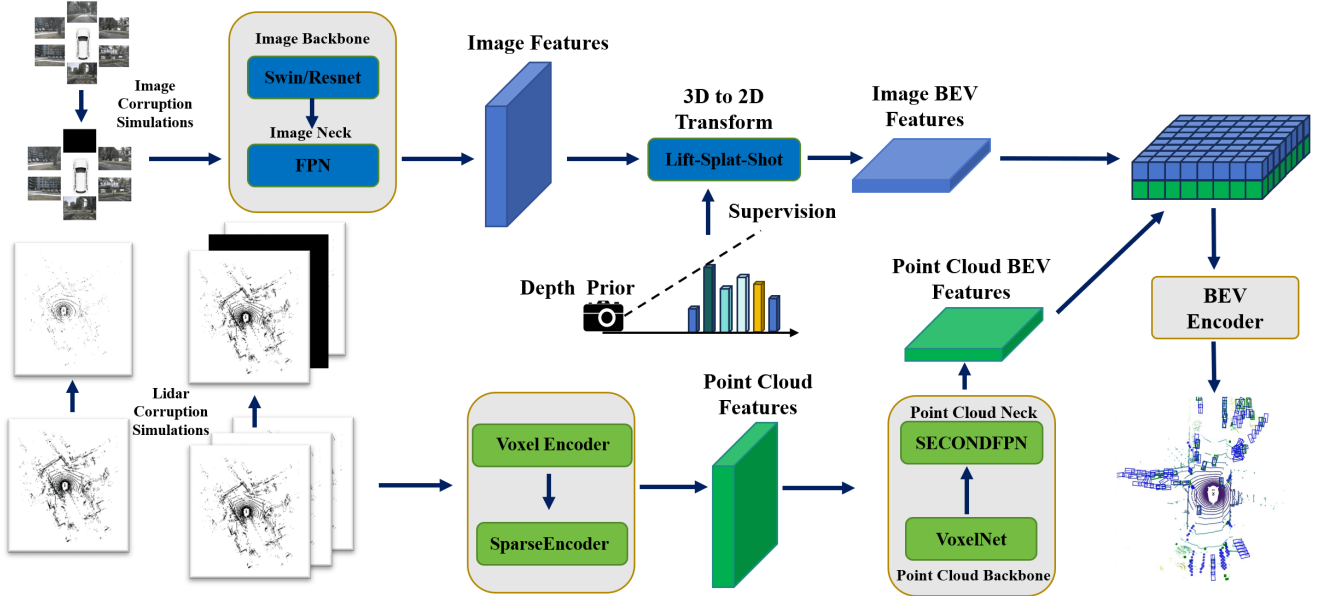 Image Backbone
Swin/Resnet
Image Neck
FPN
Image
Corruption
Simulations
Image Features
3D to 2D
Transform
Lift-Splat-Shot
Image BEV
Features
Supervision
Depth Prior
Point Cloud BEV
Features
BEV
Encoder
Lidar
Corruption
Simulations
Voxel Encoder
SparseEncoder
Point Cloud
Features
Point Cloud Neck
SECONDFPN
VoxelNet
Point Cloud Backbone